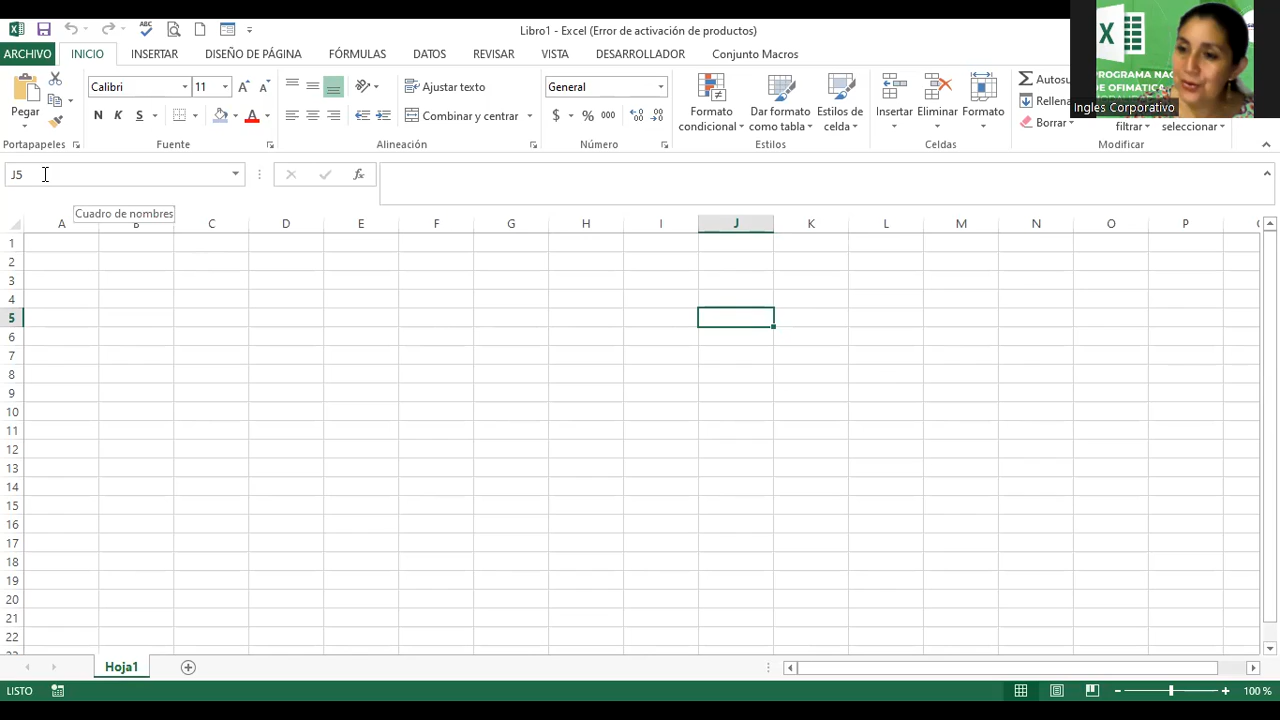 Libro1 - Excel (Error de activación de productos)
ARCHIVO INICIO INSERTAR DISEÑO DE PÁGINA FÓRMULAS DATOS REVISAR VISTA DESARROLLADOR Conjunto Macros
Calibri 11 Ajustar texto General Autosu
PROGRAMA NAC
DE OFIMÁTICA
Ingles Corporativo
Pegar N K S A Combinar y centrar $ % 000 Formato condicional Dar formato como tabla Estilos de celda Insertar Eliminar Formato Rellena
Borrar filtrar seleccionar
Portapapeles Fuente Alineación Número Estilos Celdas Modificar
J5 fx
Cuadro de nombres
A B C D E F G H I J K L M N O P
1
2
3
4
5
6
7
8
9
10
11
12
13
14
15
16
17
18
19
20
21
22
Hoja1
LISTO 100 %